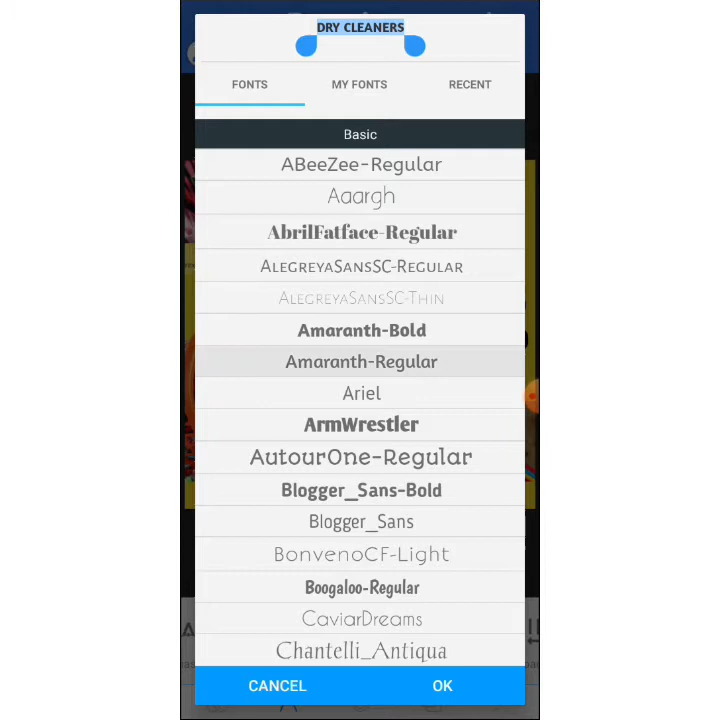 DRY CLEANERS
FONTS
MY FONTS
RECENT
Basic
ABeeZee-Regular
Aaargh
AbrilFatface-Regular
AlegreyaSansSC-Regular
AlegreyaSansSC-Thin
Amaranth-Bold
Amaranth-Regular
Ariel
ArmWrestler
AutourOne-Regular
Blogger_Sans-Bold
Blogger_Sans
BonvenoCF-Light
Boogaloo-Regular
CaviarDreams
Chantelli_Antiqua
CANCEL
OK